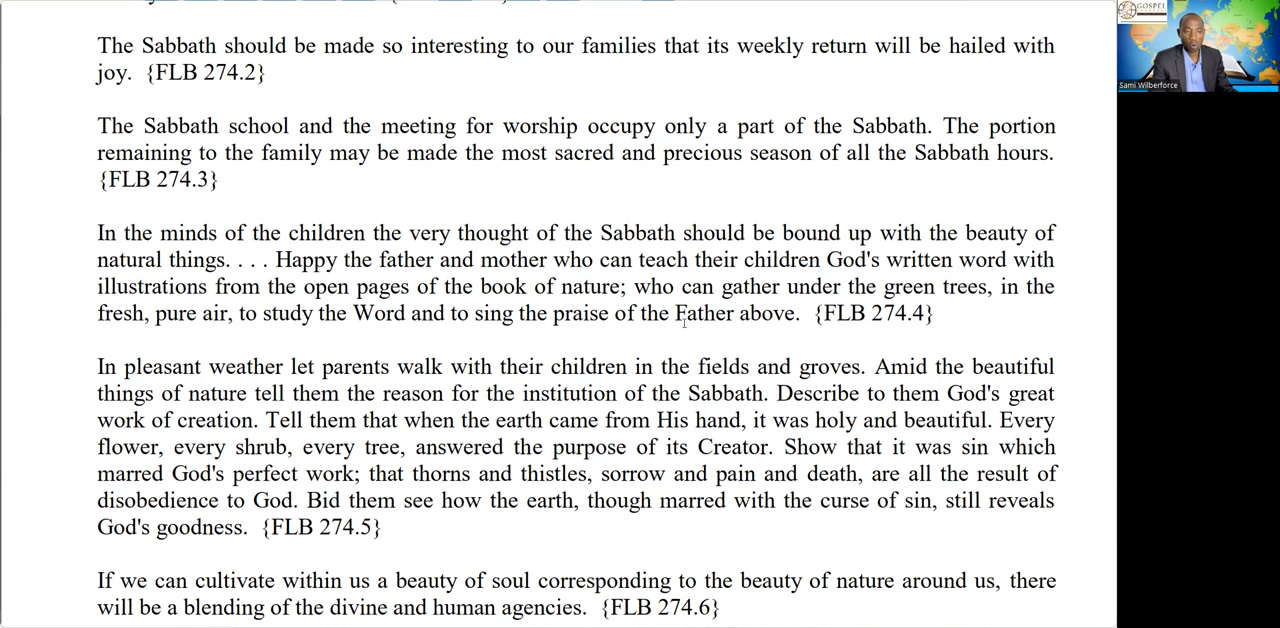 The Sabbath should be made so interesting to our families that its weekly return will be hailed with
joy. {FLB 274.2}
The Sabbath school and the meeting for worship occupy only a part of the Sabbath. The portion
remaining to the family may be made the most sacred and precious season of all the Sabbath hours.
{FLB 274.3}
In the minds of the children the very thought of the Sabbath should be bound up with the beauty of
natural things. . . . Happy the father and mother who can teach their children God's written word with
illustrations from the open pages of the book of nature; who can gather under the green trees, in the
fresh, pure air, to study the Word and to sing the praise of the Father above. {FLB 274.4}
In pleasant weather let parents walk with their children in the fields and groves. Amid the beautiful
things of nature tell them the reason for the institution of the Sabbath. Describe to them God's great
work of creation. Tell them that when the earth came from His hand, it was holy and beautiful. Every
flower, every shrub, every tree, answered the purpose of its Creator. Show that it was sin which
marred God's perfect work; that thorns and thistles, sorrow and pain and death, are all the result of
disobedience to God. Bid them see how the earth, though marred with the curse of sin, still reveals
God's goodness. {FLB 274.5}
If we can cultivate within us a beauty of soul corresponding to the beauty of nature around us, there
will be a blending of the divine and human agencies. {FLB 274.6}
GOSPEL
Sami Wilberforce